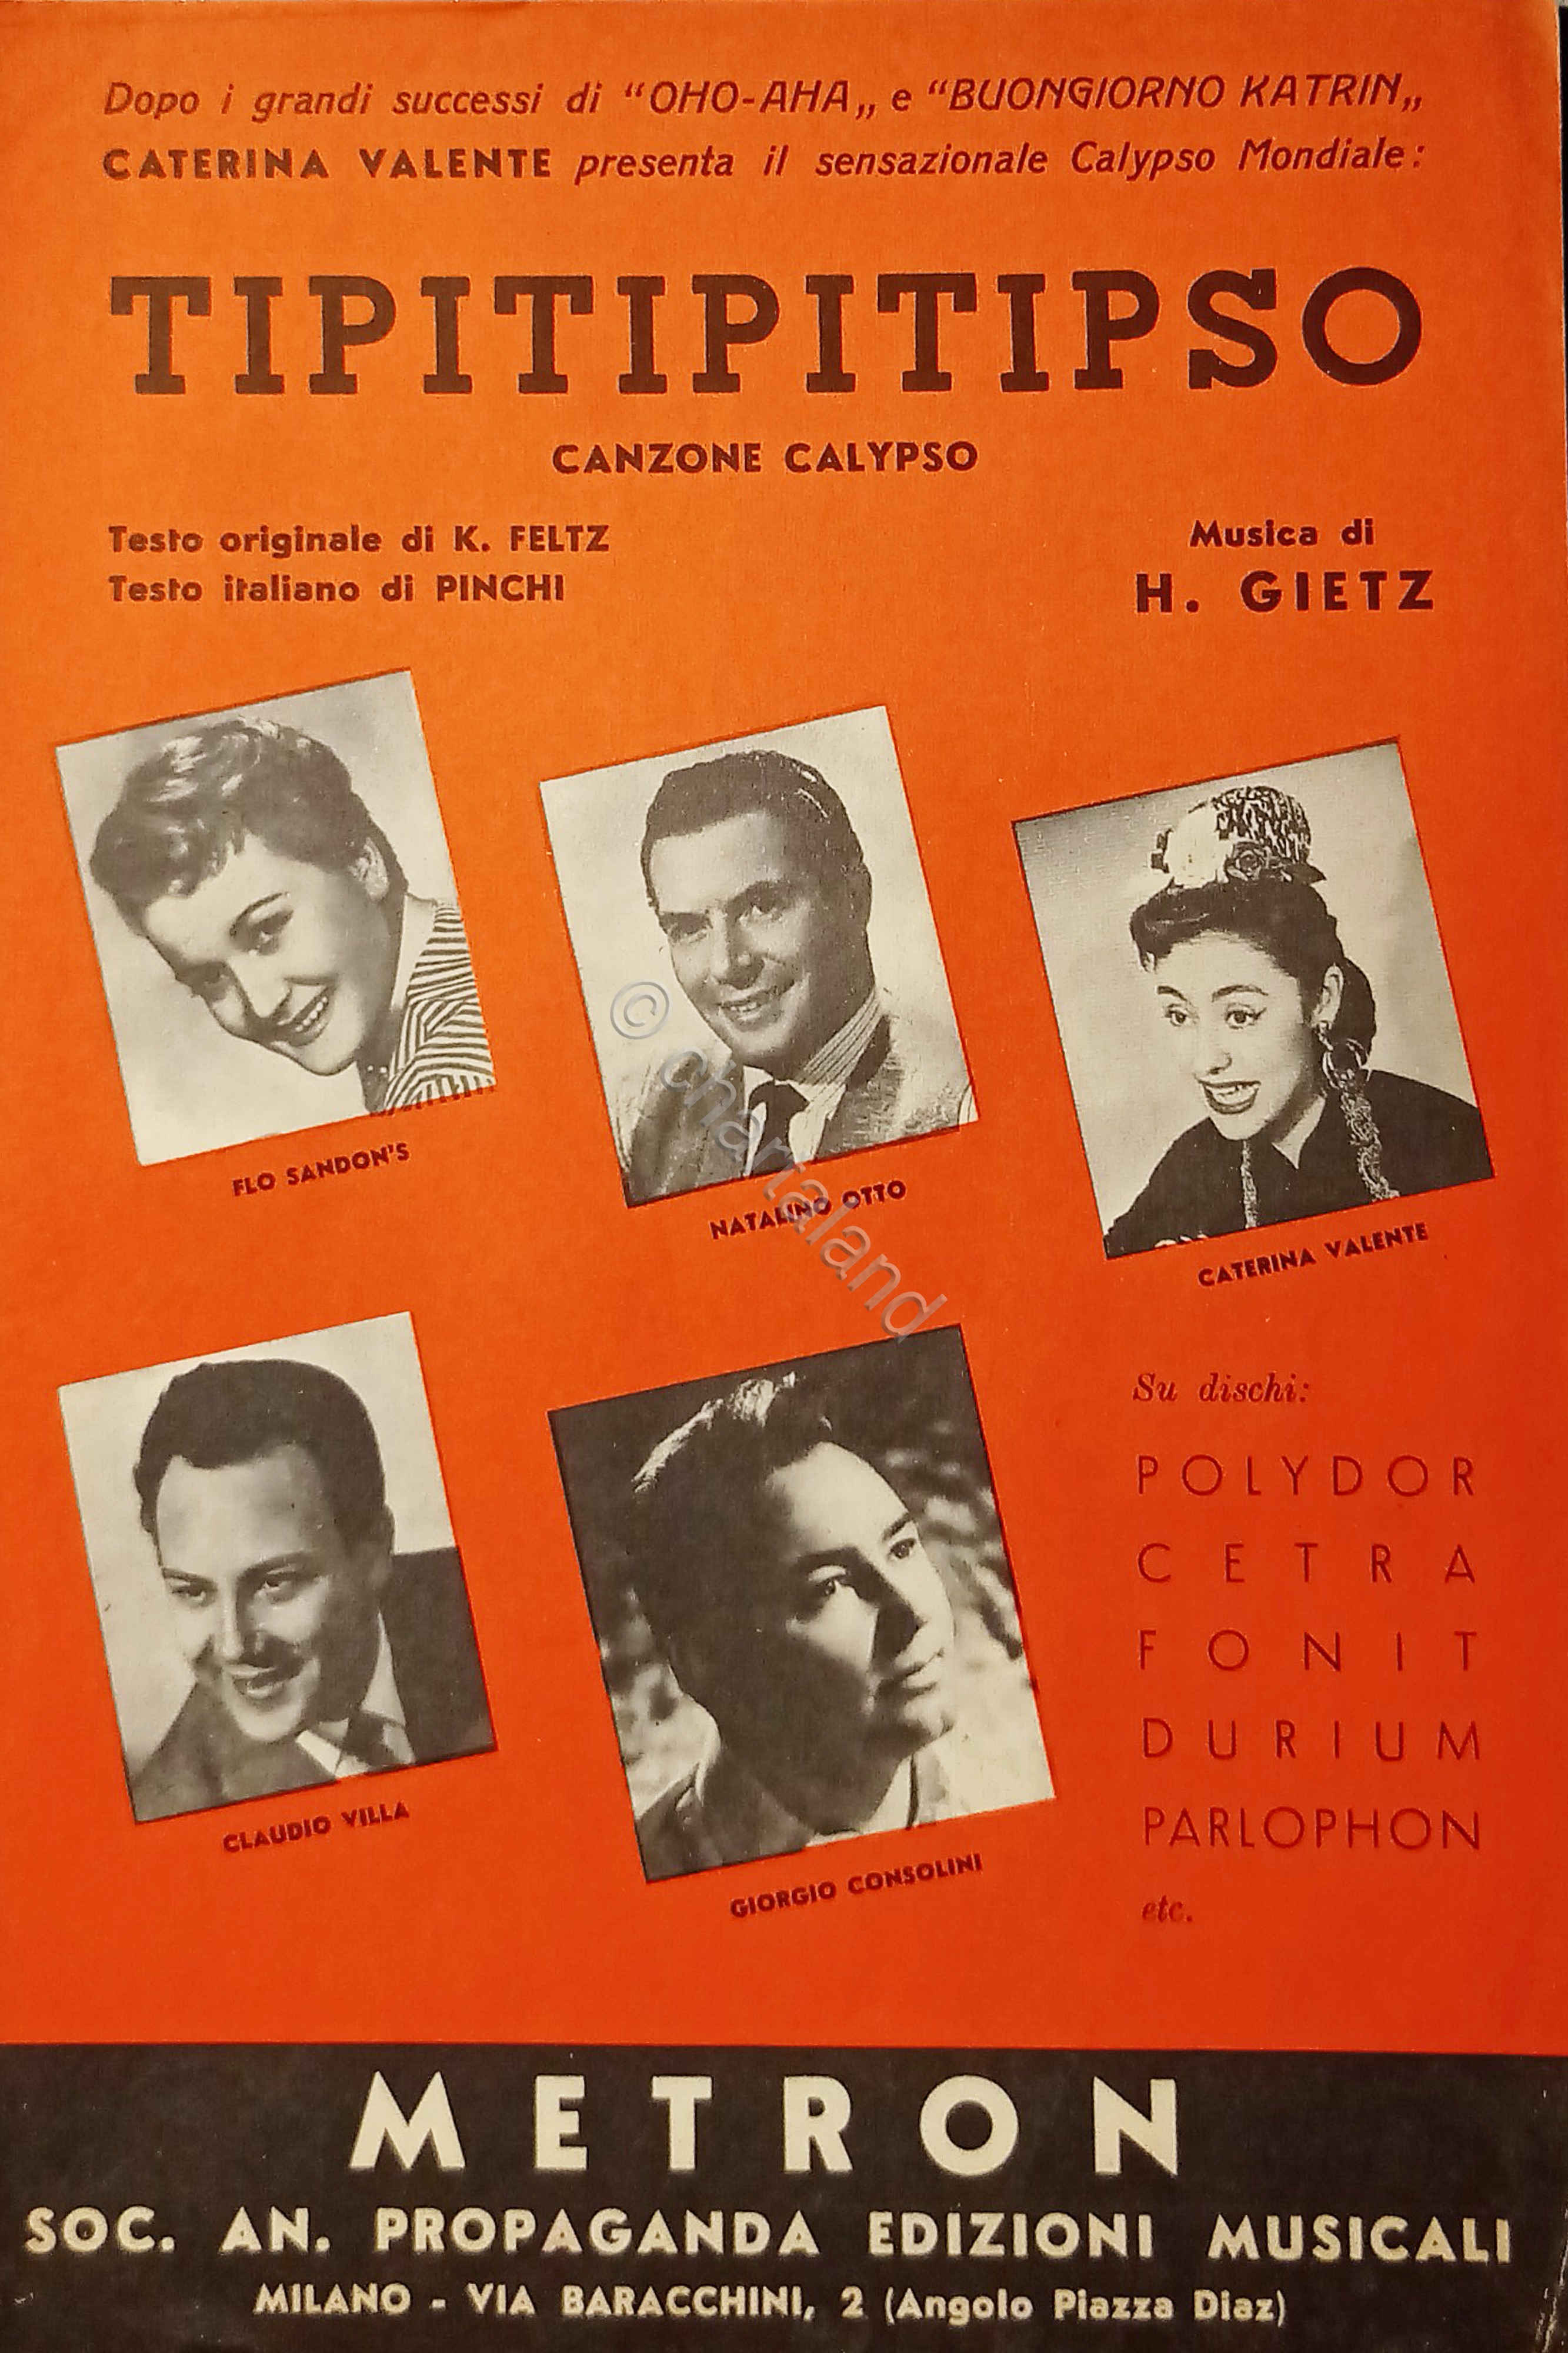 Dopo i grandi successi di “OHO-AHA„ e “BUONGIORNO KATRIN„
CATERINA VALENTE presenta il sensazionale Calypso Mondiale:
TIPITIPITIPSO
CANZONE CALYPSO
Testo originale di K. FELTZ
Testo italiano di PINCHI
Musica di
H. GIETZ
FLO SANDON'S
NATALINO OTTO
CATERINA VALENTE
© chartaland
CLAUDIO VILLA
GIORGIO CONSOLINI
Su dischi:
POLYDOR
CETRA
FONIT
DURIUM
PARLOPHON
etc.
METRON
SOC. AN. PROPAGANDA EDIZIONI MUSICALI
MILANO - VIA BARACCHINI, 2 (Angolo Piazza Diaz)